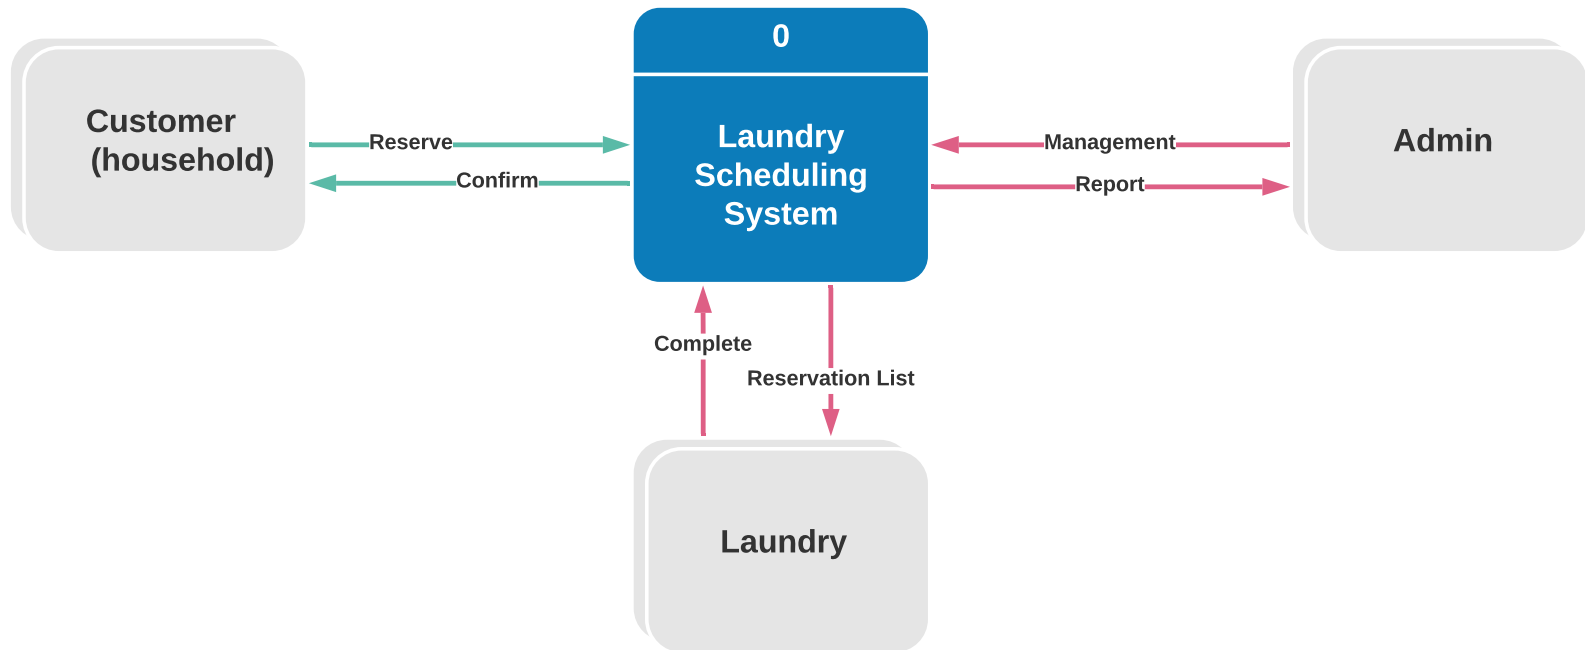 0
Customer
(household)
Laundry
Scheduling
System
Admin
Reserve
Confirm
Management
Report
Complete
Reservation List
Laundry